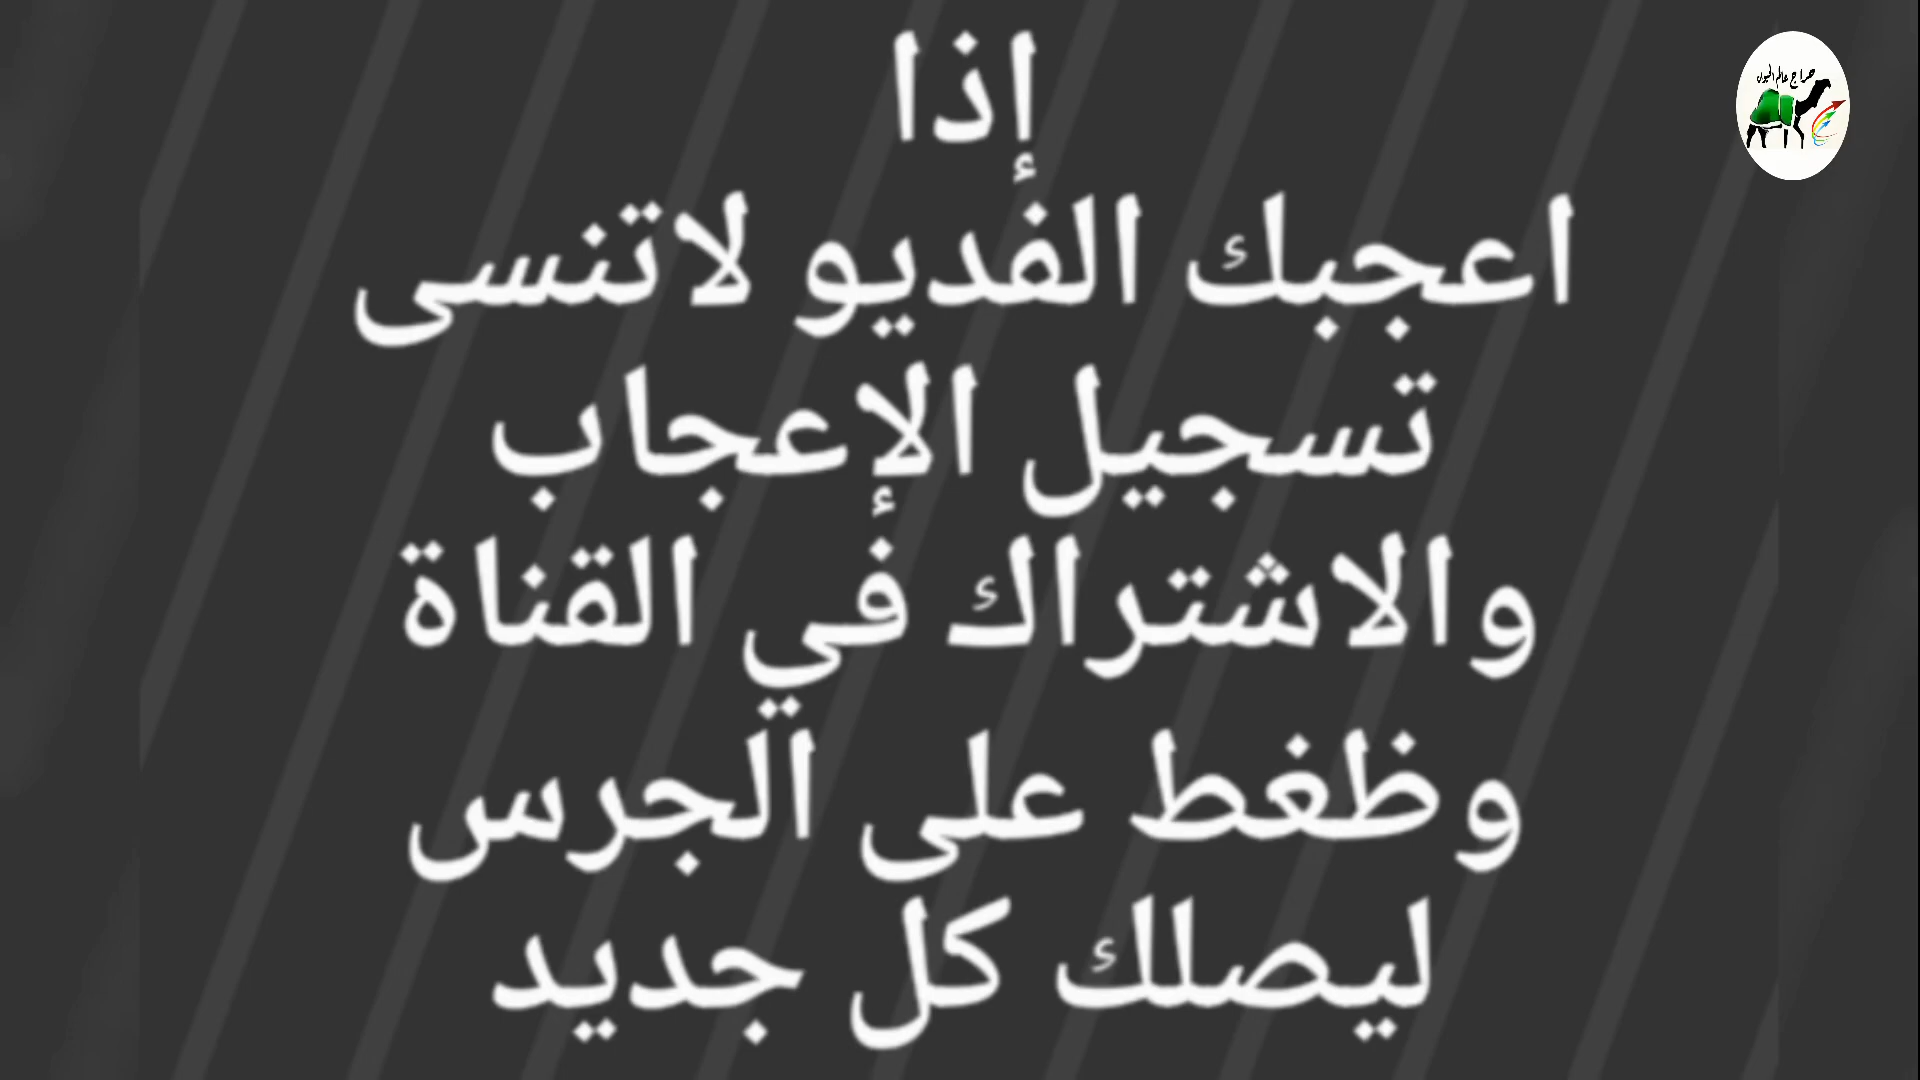 إذا
اعجبك الفديو لاتنسى
تسجيل الإعجاب
والاشتراك في القناة
وظغط على الجرس
ليصلك كل جديد